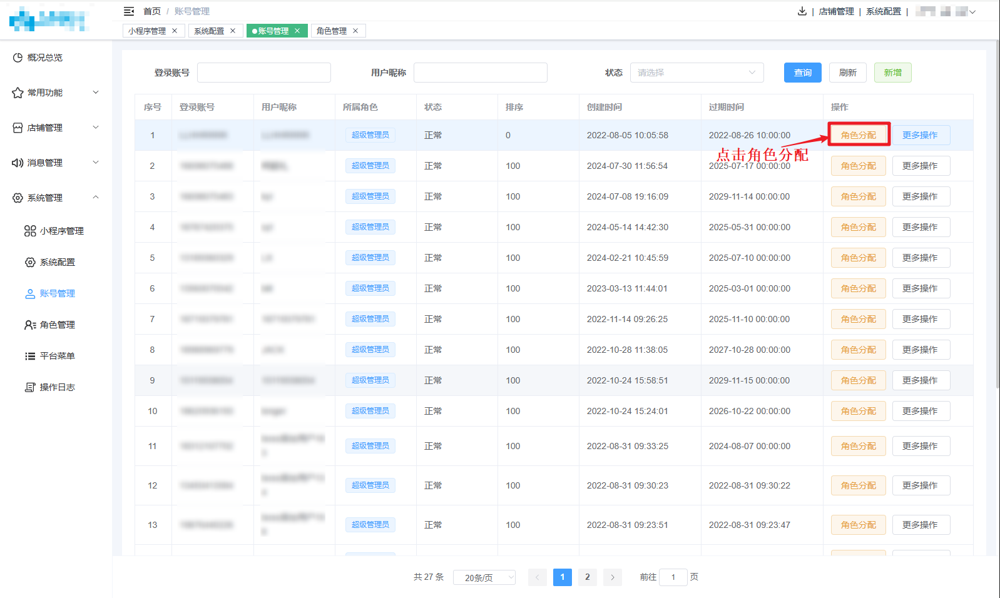 首页 / 账号管理
| 店铺管理 | 系统配置 |
小程序管理 ×
系统配置 ×
账号管理 ×
角色管理 ×
概况总览
常用功能
店铺管理
消息管理
系统管理
小程序管理
系统配置
账号管理
角色管理
平台菜单
操作日志
登录账号
用户昵称
状态 请选择
查询 刷新 新增
序号 登录账号 用户昵称 所属角色 状态 排序 创建时间 过期时间 操作
1 超级管理员 正常 0 2022-08-05 10:05:58 2022-08-26 10:00:00 角色分配 更多操作
点击角色分配
2 超级管理员 正常 100 2024-07-30 11:56:54 2025-07-17 00:00:00 角色分配 更多操作
3 超级管理员 正常 100 2024-07-08 19:16:09 2029-11-14 00:00:00 角色分配 更多操作
4 超级管理员 正常 100 2024-05-14 14:42:30 2025-05-31 00:00:00 角色分配 更多操作
5 超级管理员 正常 100 2024-02-21 10:45:59 2025-07-10 00:00:00 角色分配 更多操作
6 超级管理员 正常 100 2023-03-13 11:44:01 2025-03-01 00:00:00 角色分配 更多操作
7 超级管理员 正常 100 2022-11-14 09:26:25 2025-11-10 00:00:00 角色分配 更多操作
8 超级管理员 正常 100 2022-10-28 11:38:05 2027-10-28 00:00:00 角色分配 更多操作
9 超级管理员 正常 100 2022-10-24 15:58:51 2029-11-15 00:00:00 角色分配 更多操作
10 超级管理员 正常 100 2022-10-24 15:24:01 2026-10-22 00:00:00 角色分配 更多操作
11 超级管理员 正常 100 2022-08-31 09:33:25 2024-08-07 00:00:00 角色分配 更多操作
12 超级管理员 正常 100 2022-08-31 09:30:23 2022-08-31 09:30:22 角色分配 更多操作
13 超级管理员 正常 100 2022-08-31 09:23:51 2022-08-31 09:23:47 角色分配 更多操作
共 27 条 20条/页 1 2 前往 1 页